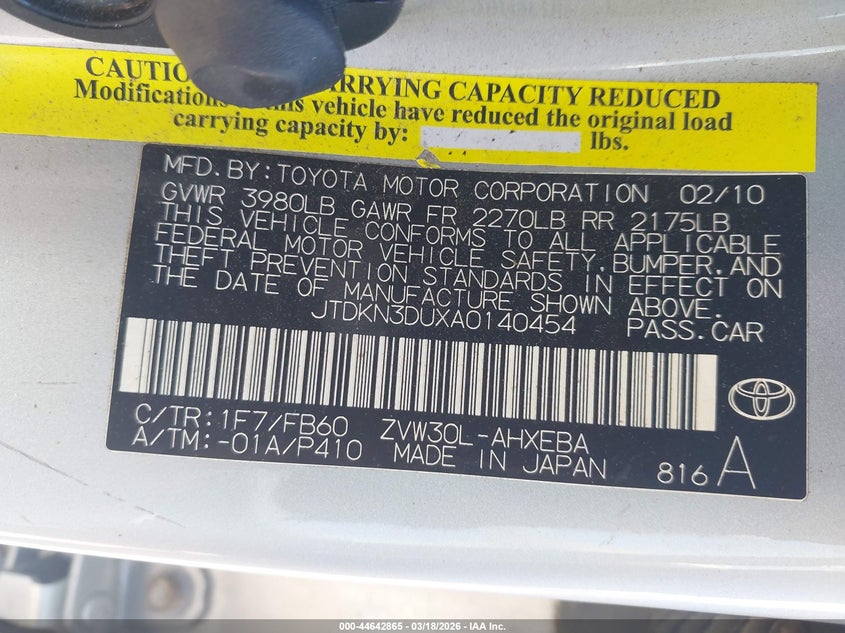 CAUTIO ARRYING CAPACITY REDUCED
Modifications this vehicle have reduced the original load
carrying capacity by: lbs.
MFD. BY: TOYOTA MOTOR CORPORATION 02/10
GVWR 3980LB GAWR FR 2270LB RR 2175LB
THIS VEHICLE CONFORMS TO ALL APPLICABLE
FEDERAL MOTOR VEHICLE SAFETY, BUMPER, AND
THEFT PREVENTION STANDARDS IN EFFECT ON
THE DATE OF MANUFACTURE SHOWN ABOVE.
JTDKN3DUXA0140454 PASS.CAR
C/TR: 1F7/FB60 ZVW30L-AHXEBA
A/TM: -01A/P410 MADE IN JAPAN 816 A
000-44642865 - 03/18/2026 - IAA Inc.